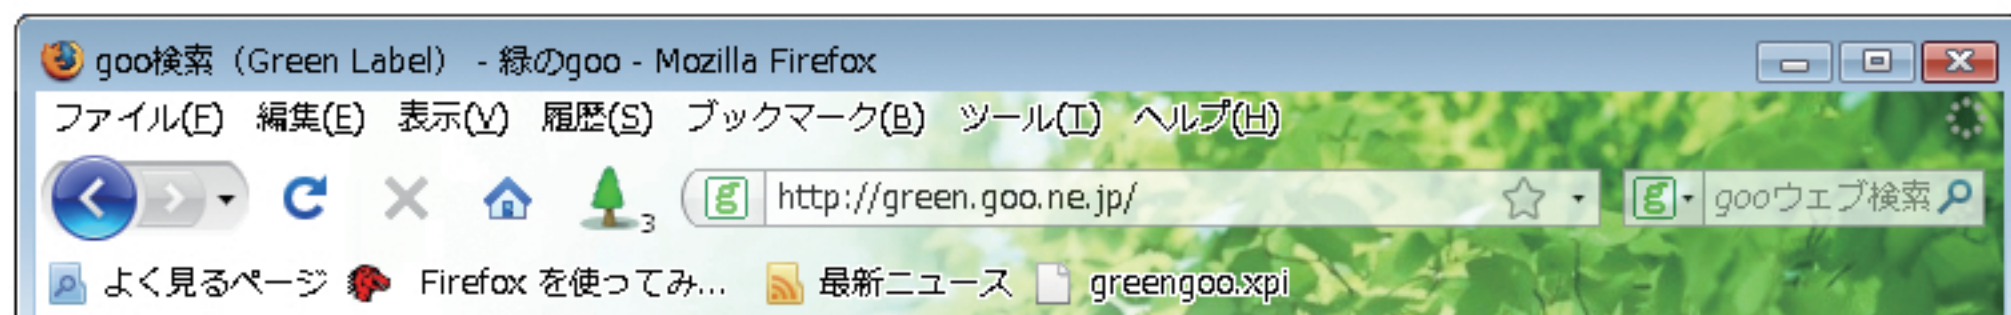 goo検索（Green Label） - 緑のgoo - Mozilla Firefox
ファイル(F) 編集(E) 表示(V) 履歴(S) ブックマーク(B) ツール(T) ヘルプ(H)
3 g http://green.goo.ne.jp/ g gooウェブ検索
よく見るページ Firefox を使ってみ... 最新ニュース greengoo.xpi